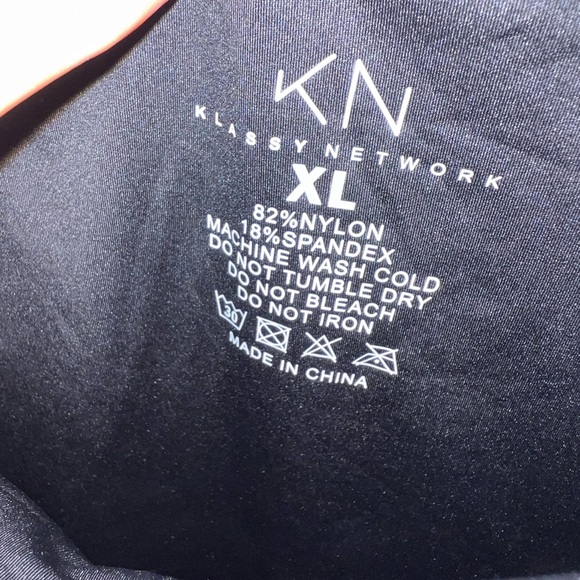 KN
KLASSY NETWORK
XL
82%NYLON
18%SPANDEX
MACHINE WASH COLD
DO NOT TUMBLE DRY
DO NOT BLEACH
DO NOT IRON
30
MADE IN CHINA